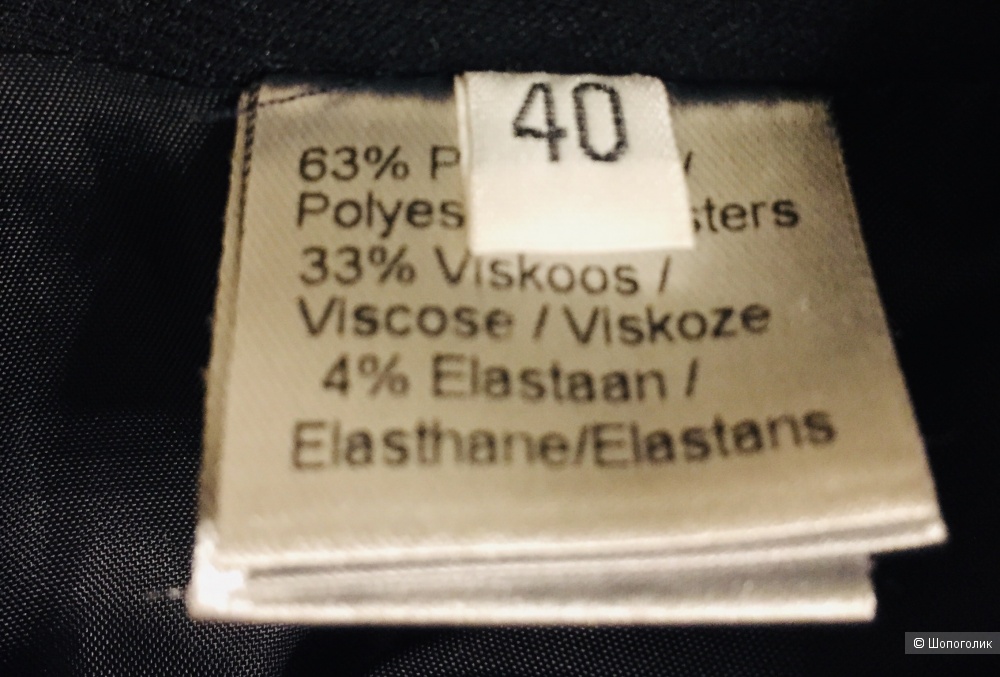 40
63% P /
Polyes sters
33% Viskoos /
Viscose / Viskoze
4% Elastaan /
Elasthane/Elastans
© Шопоголик